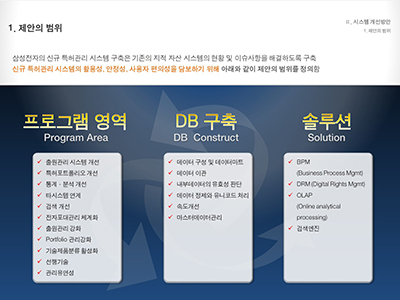 1. 제안의 범위
II. 시스템 개선방안
1. 제안의 범위
삼성전자의 신규 특허관리 시스템 구축은 기존의 지적 자산 시스템의 현황 및 이슈사항을 해결하도록 구축
신규 특허관리 시스템의 활용성, 안정성, 사용자 편의성을 담보하기 위해 아래와 같이 제안의 범위를 정의함
프로그램 영역
Program Area
출원관리 시스템 개선
특허포트폴리오 개선
통계 · 분석 개선
타시스템 연계
검색 개선
전자포대관리 체계화
출원관리 강화
Portfolio 관리강화
기술제품분류 활성화
선행기술
관리유연섬
DB 구축
DB Construct
데이터 구성 및 데이터마트
데이터 이관
내부데이터의 유효성 판단
데이터 정제와 유니코드 처리
속도개선
마스터데이터관리
솔루션
Solution
BPM
(Business Process Mgmt)
DRM (Digital Rights Mgmt)
OLAP
(Online analytical
processing)
검색엔진